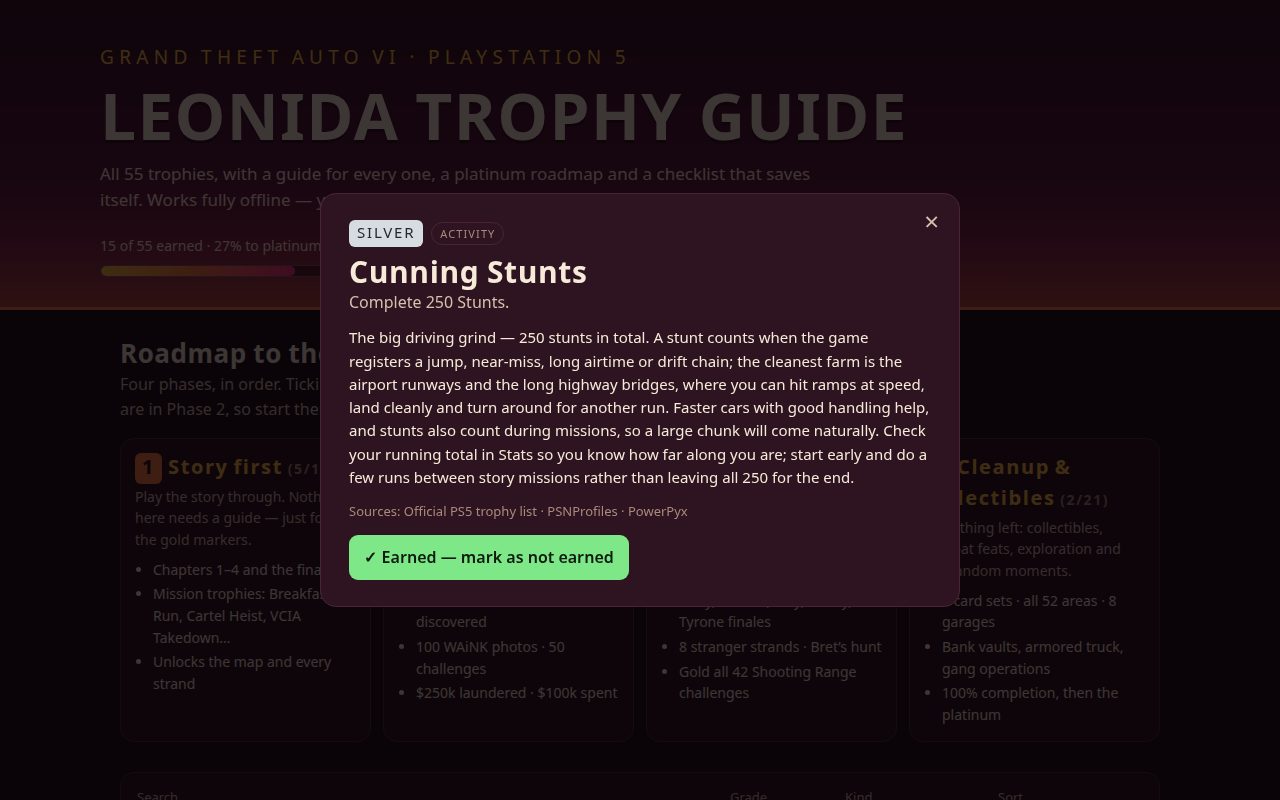 GRAND THEFT AUTO VI · PLAYSTATION 5
LEONIDA TROPHY GUIDE
All 55 trophies, with a guide for every one, a platinum roadmap and a checklist that saves
itself. Works fully offline —
15 of 55 earned · 27% to platinum
SILVER
ACTIVITY
✕
Cunning Stunts
Complete 250 Stunts.
The big driving grind — 250 stunts in total. A stunt counts when the game
registers a jump, near-miss, long airtime or drift chain; the cleanest farm is the
airport runways and the long highway bridges, where you can hit ramps at speed,
land cleanly and turn around for another run. Faster cars with good handling help,
and stunts also count during missions, so a large chunk will come naturally. Check
your running total in Stats so you know how far along you are; start early and do a
few runs between story missions rather than leaving all 250 for the end.
Sources: Official PS5 trophy list · PSNProfiles · PowerPyx
✓ Earned — mark as not earned
Roadmap to the
Four phases, in order.
are in Phase 2, so start the
1 Story first
Play the story through.
here needs a guide — just
the gold markers.
• Chapters 1–4 and the
• Mission trophies:
Run, Cartel Heist, VCIA
Takedown…
• Unlocks the map and every
strand
discovered
• 100 WAiNK photos · 50
challenges
• $250k laundered · $100k spent
Tyrone finales
• 8 stranger strands · Bret's hunt
• Gold all 42 Shooting Range
challenges
Cleanup &
(2/21)
left: collectibles,
feats, exploration and
moments.
card sets · all 52 areas · 8
garages
• Bank vaults, armored truck,
gang operations
• 100% completion, then the
platinum
Search
Grade
Kind
Sort